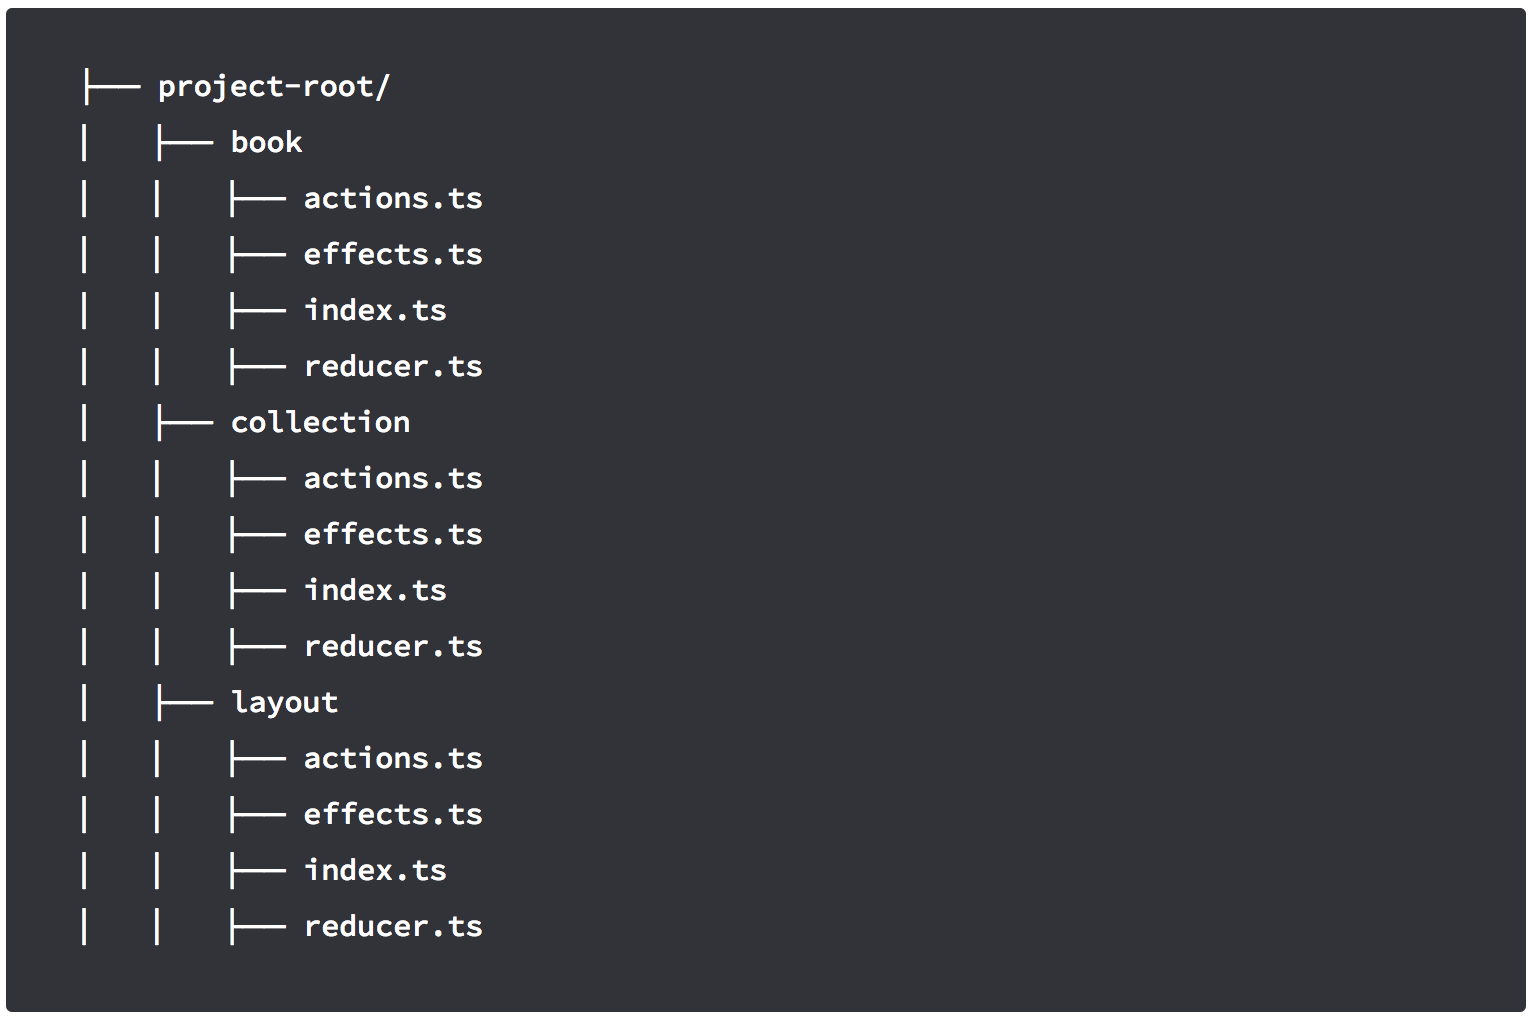 ├── project-root/
│   ├── book
│   │   ├── actions.ts
│   │   ├── effects.ts
│   │   ├── index.ts
│   │   ├── reducer.ts
│   ├── collection
│   │   ├── actions.ts
│   │   ├── effects.ts
│   │   ├── index.ts
│   │   ├── reducer.ts
│   ├── layout
│   │   ├── actions.ts
│   │   ├── effects.ts
│   │   ├── index.ts
│   │   ├── reducer.ts